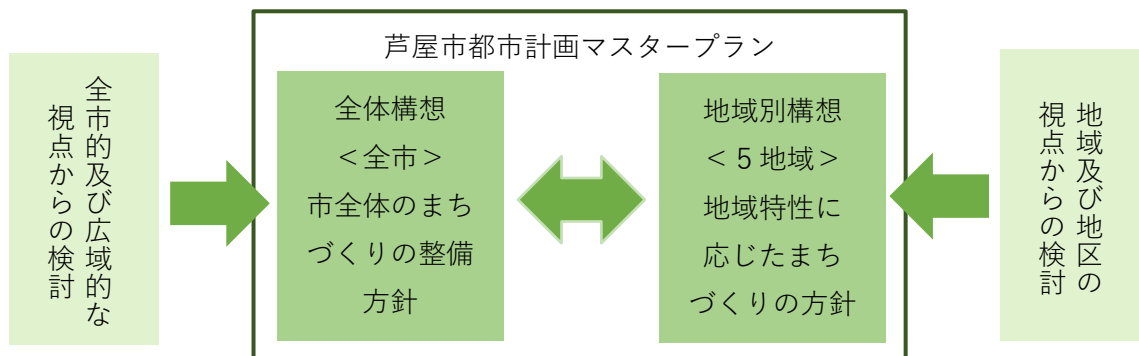 芦屋市都市計画マスタープラン
全市的及び広域的な
視点からの検討
全体構想
＜全市＞
市全体のまち
づくりの整備
方針
地域別構想
＜５地域＞
地域特性に
応じたまち
づくりの方針
地域及び地区の
視点からの検討